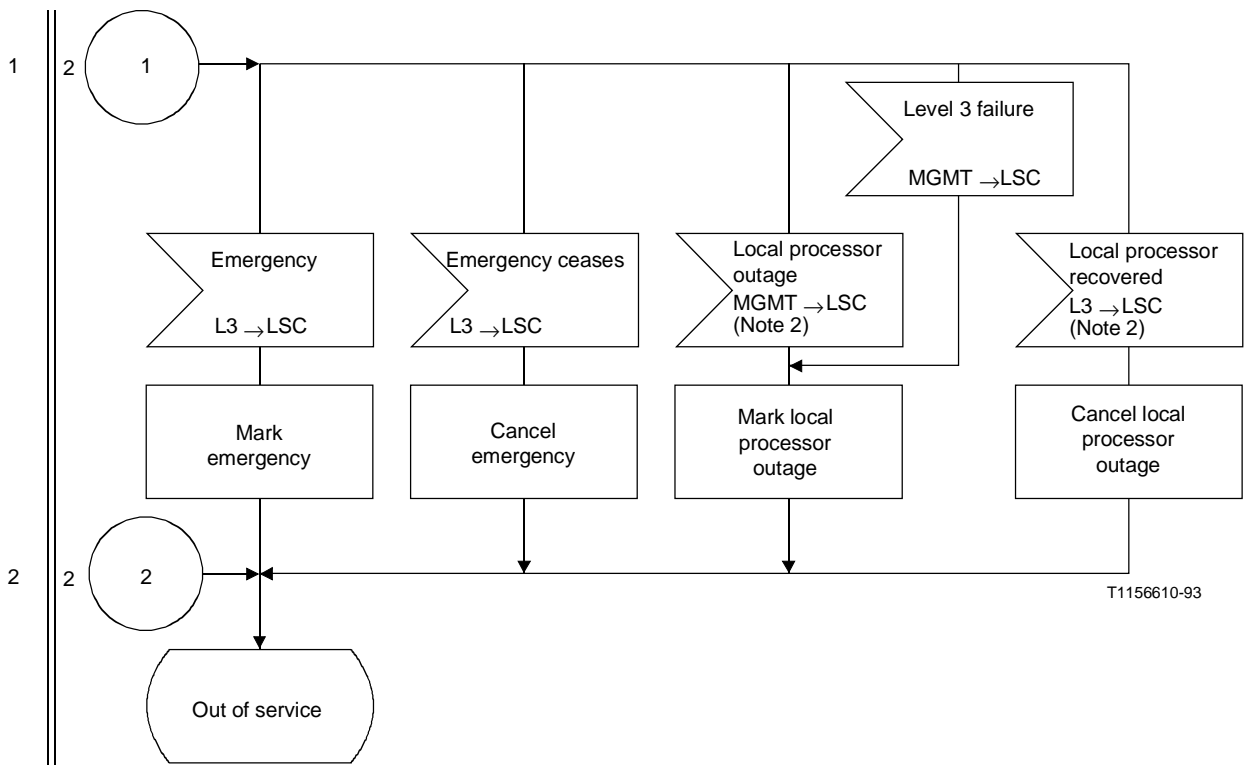 1
2
1
Level 3 failure
MGMT →LSC
Emergency
L3 →LSC
Emergency ceases
L3 →LSC
Local processor
outage
MGMT →LSC
(Note 2)
Local processor
recovered
L3 →LSC
(Note 2)
Mark
emergency
Cancel
emergency
Mark local
processor
outage
Cancel local
processor
outage
2
2
2
T1156610-93
Out of service